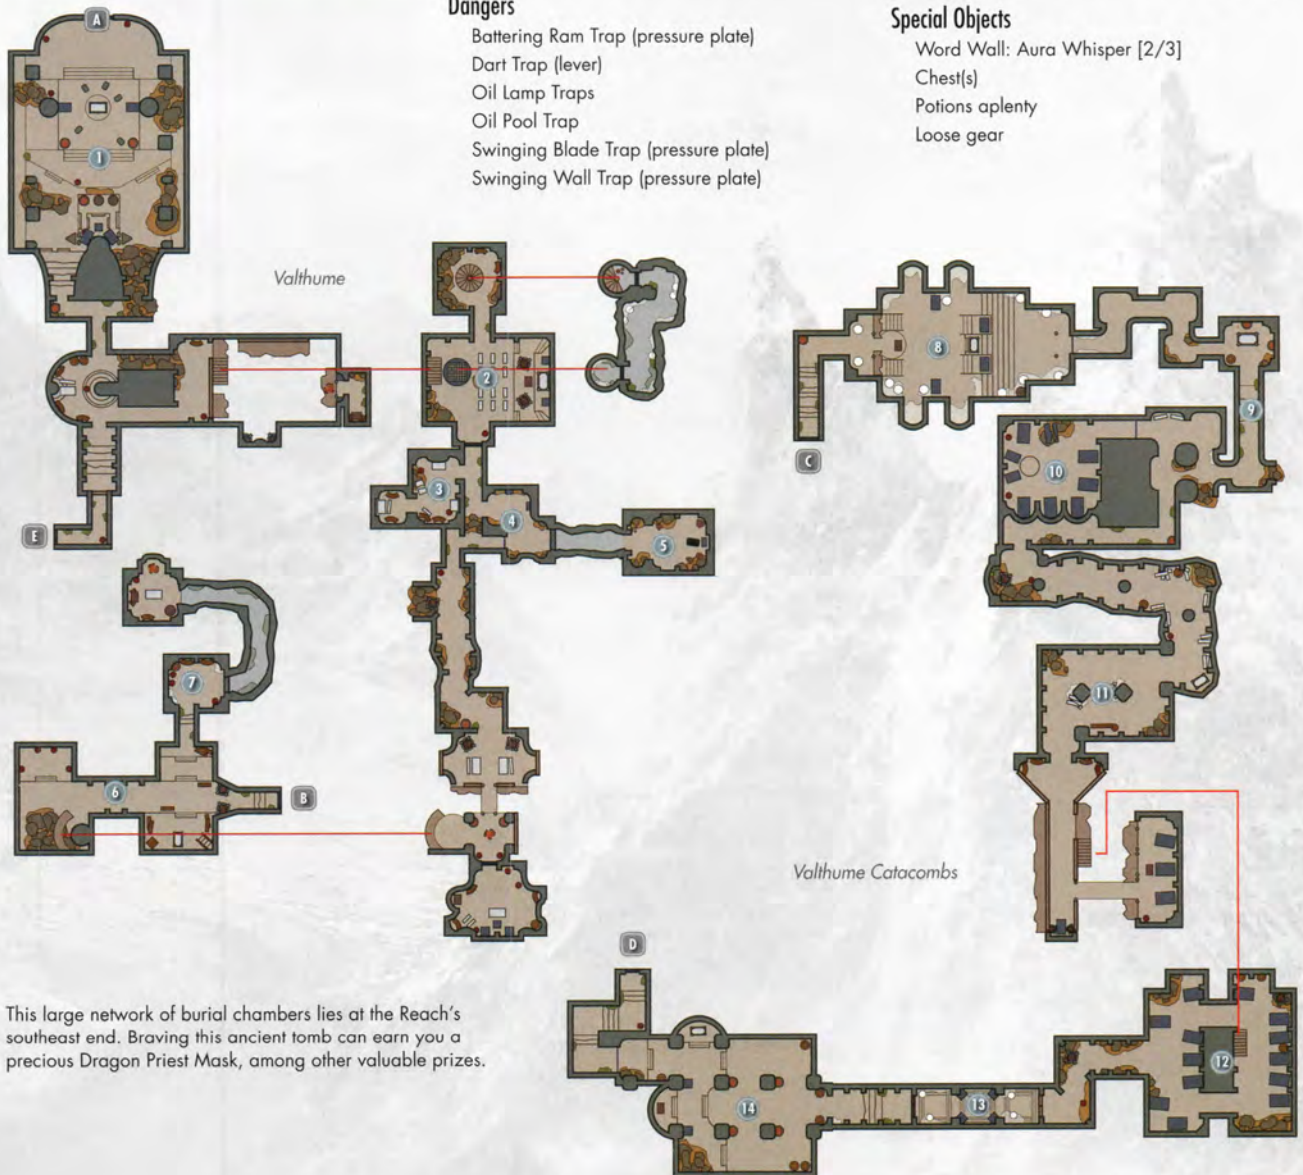 Dangers
Battering Ram Trap (pressure plate)
Dart Trap (lever)
Oil Lamp Traps
Oil Pool Trap
Swinging Blade Trap (pressure plate)
Swinging Wall Trap (pressure plate)
Special Objects
Word Wall: Aura Whisper [2/3]
Chest(s)
Potions aplenty
Loose gear
A
1
Valthume
2
3
4
5
E
7
6
B
8
C
9
10
11
Valthume Catacombs
D
12
13
14
This large network of burial chambers lies at the Reach's
southeast end. Braving this ancient tomb can earn you a
precious Dragon Priest Mask, among other valuable prizes.